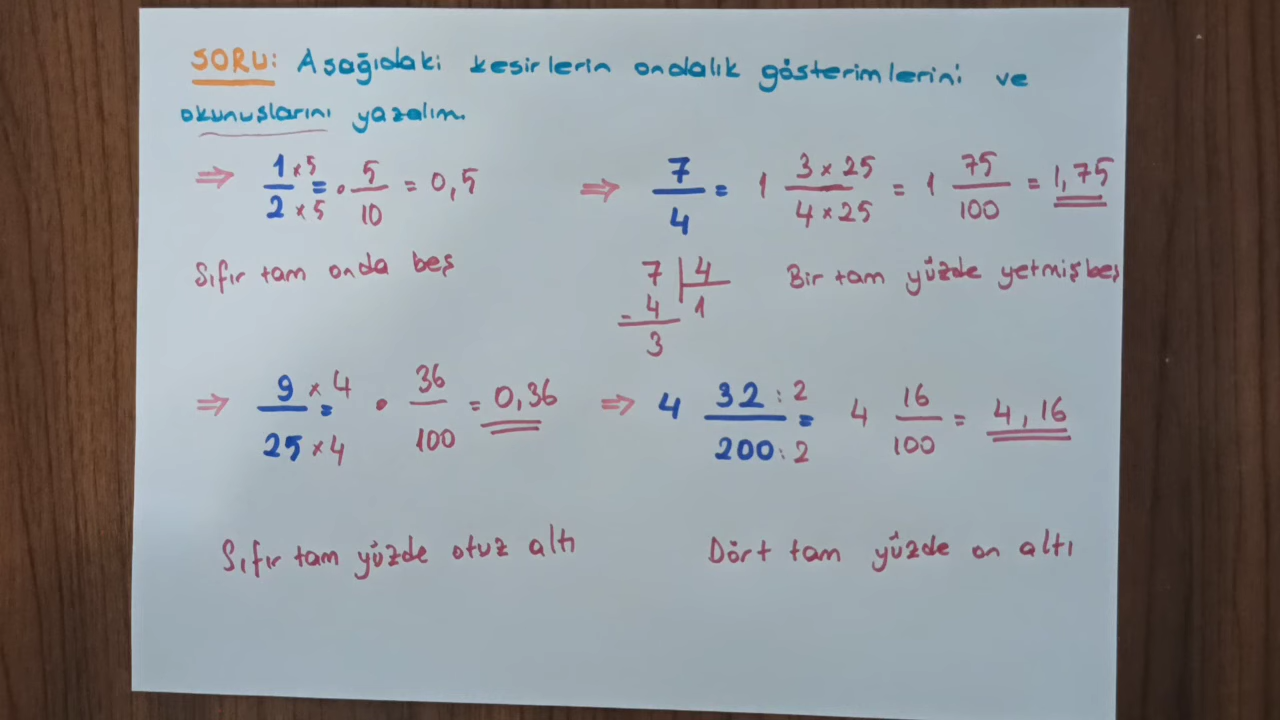 SORU: Aşağıdaki kesirlerin ondalık gösterimlerini ve
okunuşlarını yazalım.
⇒ 1×5/2×5 = . 5/10 = 0,5
Sıfır tam onda beş
⇒ 7/4 = 1 3×25/4×25 = 1 75/100 = 1,75
7 | 4
- 4 1
3
Bir tam yüzde yetmişbeş
⇒ 9×4/25×4 = . 36/100 = 0,36
Sıfır tam yüzde otuz altı
⇒ 4 32:2/200:2 = 4 16/100 = 4,16
Dört tam yüzde on altı